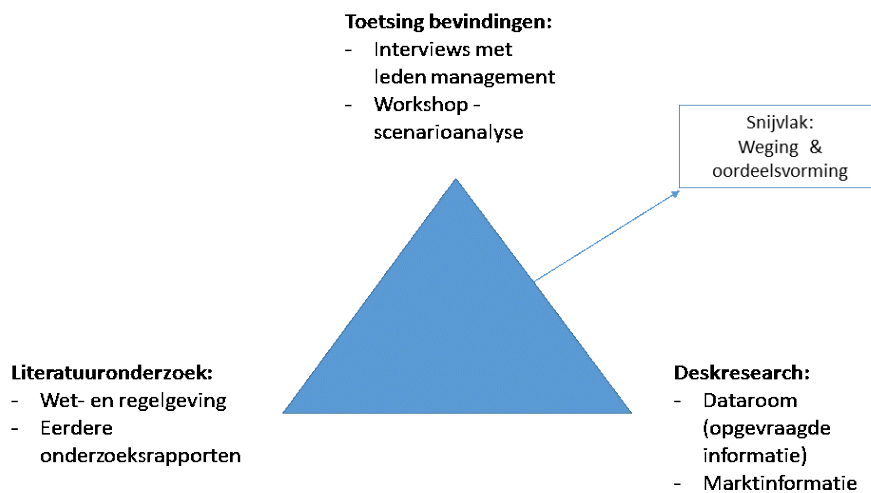 Toetsing bevindingen:
- Interviews met
leden management
- Workshop -
scenarioanalyse
Snijvlak:
Weging &
oordeelsvorming
Literatuuronderzoek:
- Wet- en regelgeving
- Eerdere
onderzoeksrapporten
Deskresearch:
- Dataroom
(opgevraagde
informatie)
- Marktinformatie